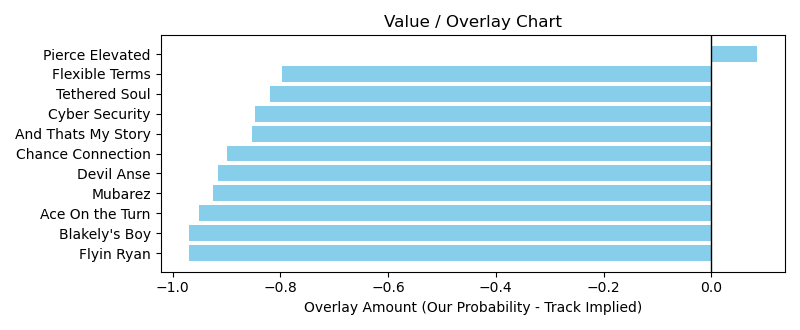 Value / Overlay Chart
Pierce Elevated
Flexible Terms
Tethered Soul
Cyber Security
And Thats My Story
Chance Connection
Devil Anse
Mubarez
Ace On the Turn
Blakely's Boy
Flyin Ryan
−1.0 −0.8 −0.6 −0.4 −0.2 0.0
Overlay Amount (Our Probability - Track Implied)